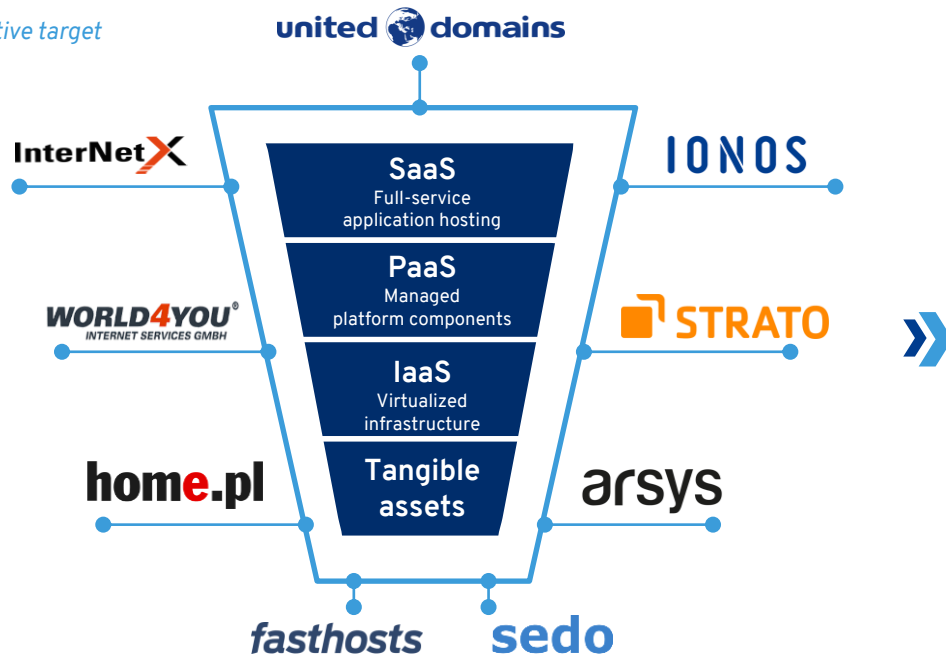 tive target
united domains
InterNetX
IONOS
SaaS
Full-service
application hosting
PaaS
Managed
platform components
WORLD4YOU®
INTERNET SERVICES GMBH
STRATO
IaaS
Virtualized
infrastructure
home.pl
Tangible
assets
arsys
fasthosts
sedo